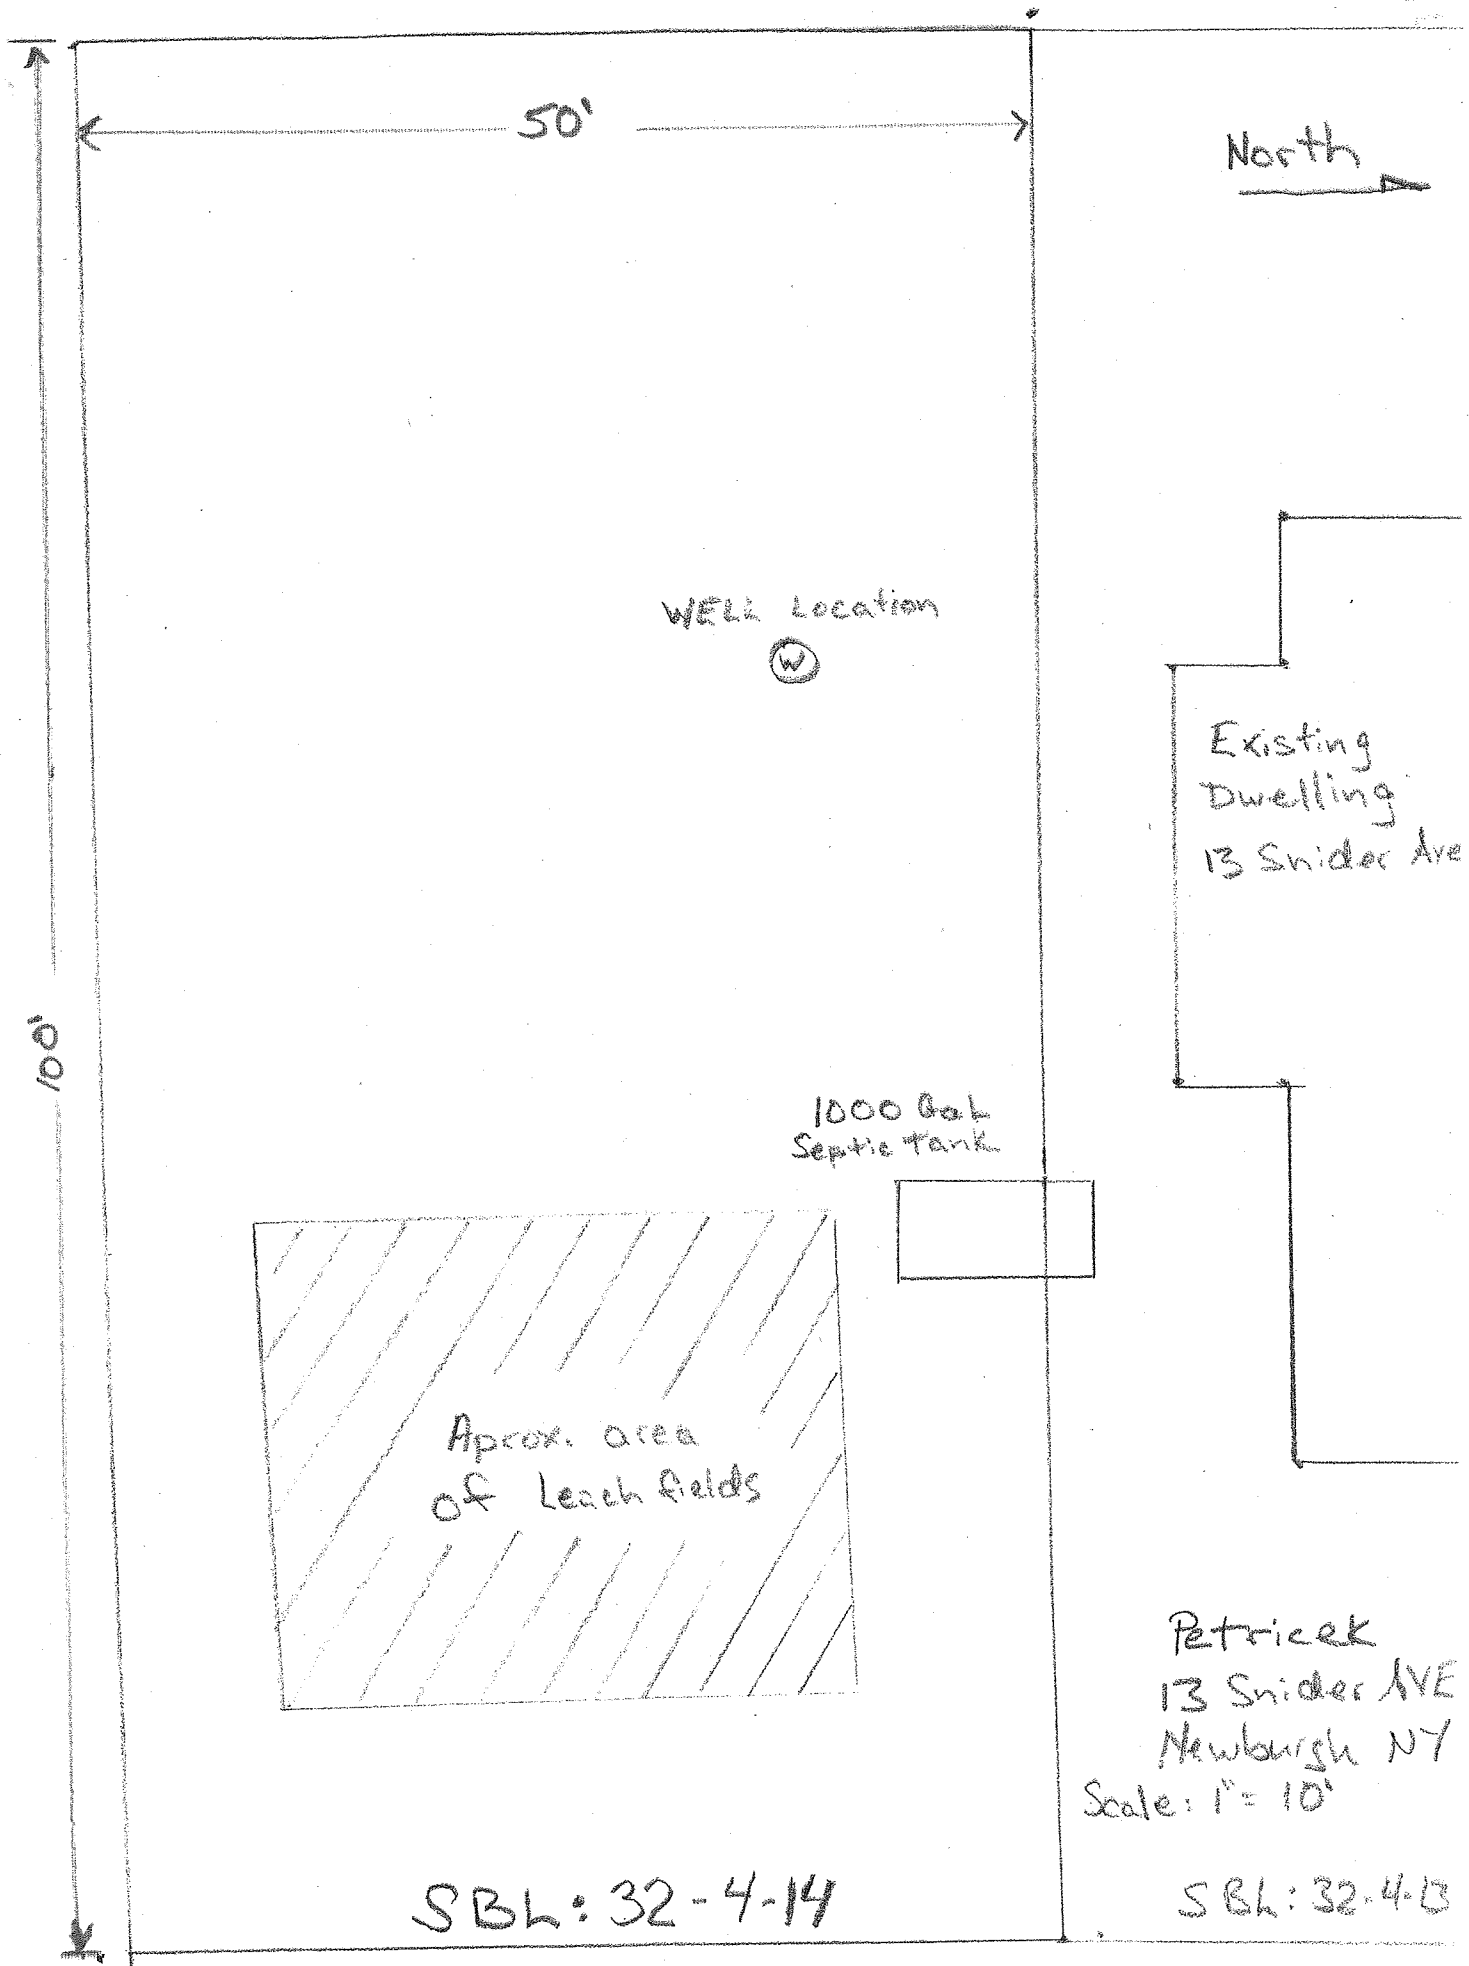 50'
North
WELL Location
W
Existing
Dwelling
13 Snider Ave
100'
1000 Gal
Septic Tank
Aprox. area
of Leach fields
Petricek
13 Snider AVE
Newburgh NY
Scale: 1" = 10'
SBL: 32-4-14
SBL: 32-4-13